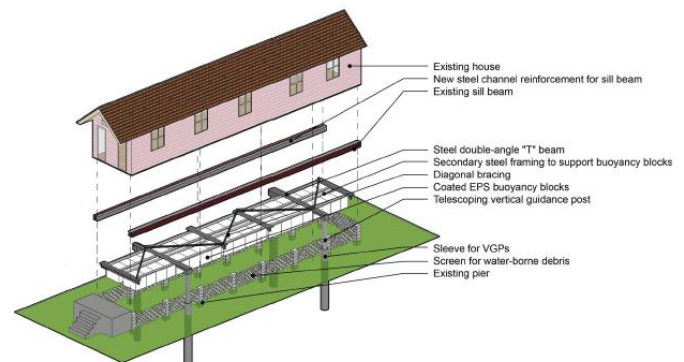 Existing house
New steel channel reinforcement for sill beam
Existing sill beam
Steel double-angle "T" beam
Secondary steel framing to support buoyancy blocks
Diagonal bracing
Coated EPS buoyancy blocks
Telescoping vertical guidance post
Sleeve for VGPs
Screen for water-borne debris
Existing pier